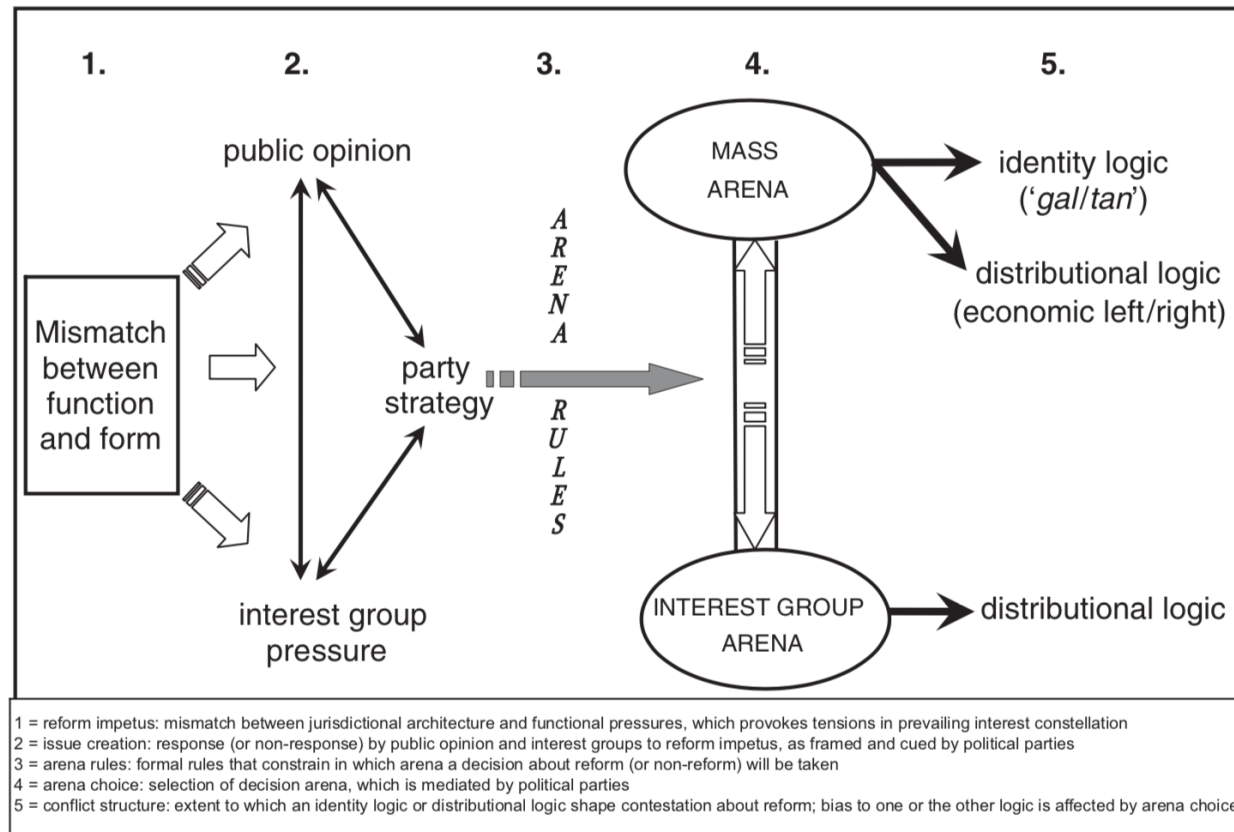 1.
2.
3.
4.
5.
Mismatch
between
function
and form
public opinion
party
strategy
interest group
pressure
ARENA
RULES
MASS
ARENA
INTEREST GROUP
ARENA
identity logic
('gal/tan')
distributional logic
(economic left/right)
distributional logic
1 = reform impetus: mismatch between jurisdictional architecture and functional pressures, which provokes tensions in prevailing interest constellation
2 = issue creation: response (or non-response) by public opinion and interest groups to reform impetus, as framed and cued by political parties
3 = arena rules: formal rules that constrain in which arena a decision about reform (or non-reform) will be taken
4 = arena choice: selection of decision arena, which is mediated by political parties
5 = conflict structure: extent to which an identity logic or distributional logic shape contestation about reform; bias to one or the other logic is affected by arena choice